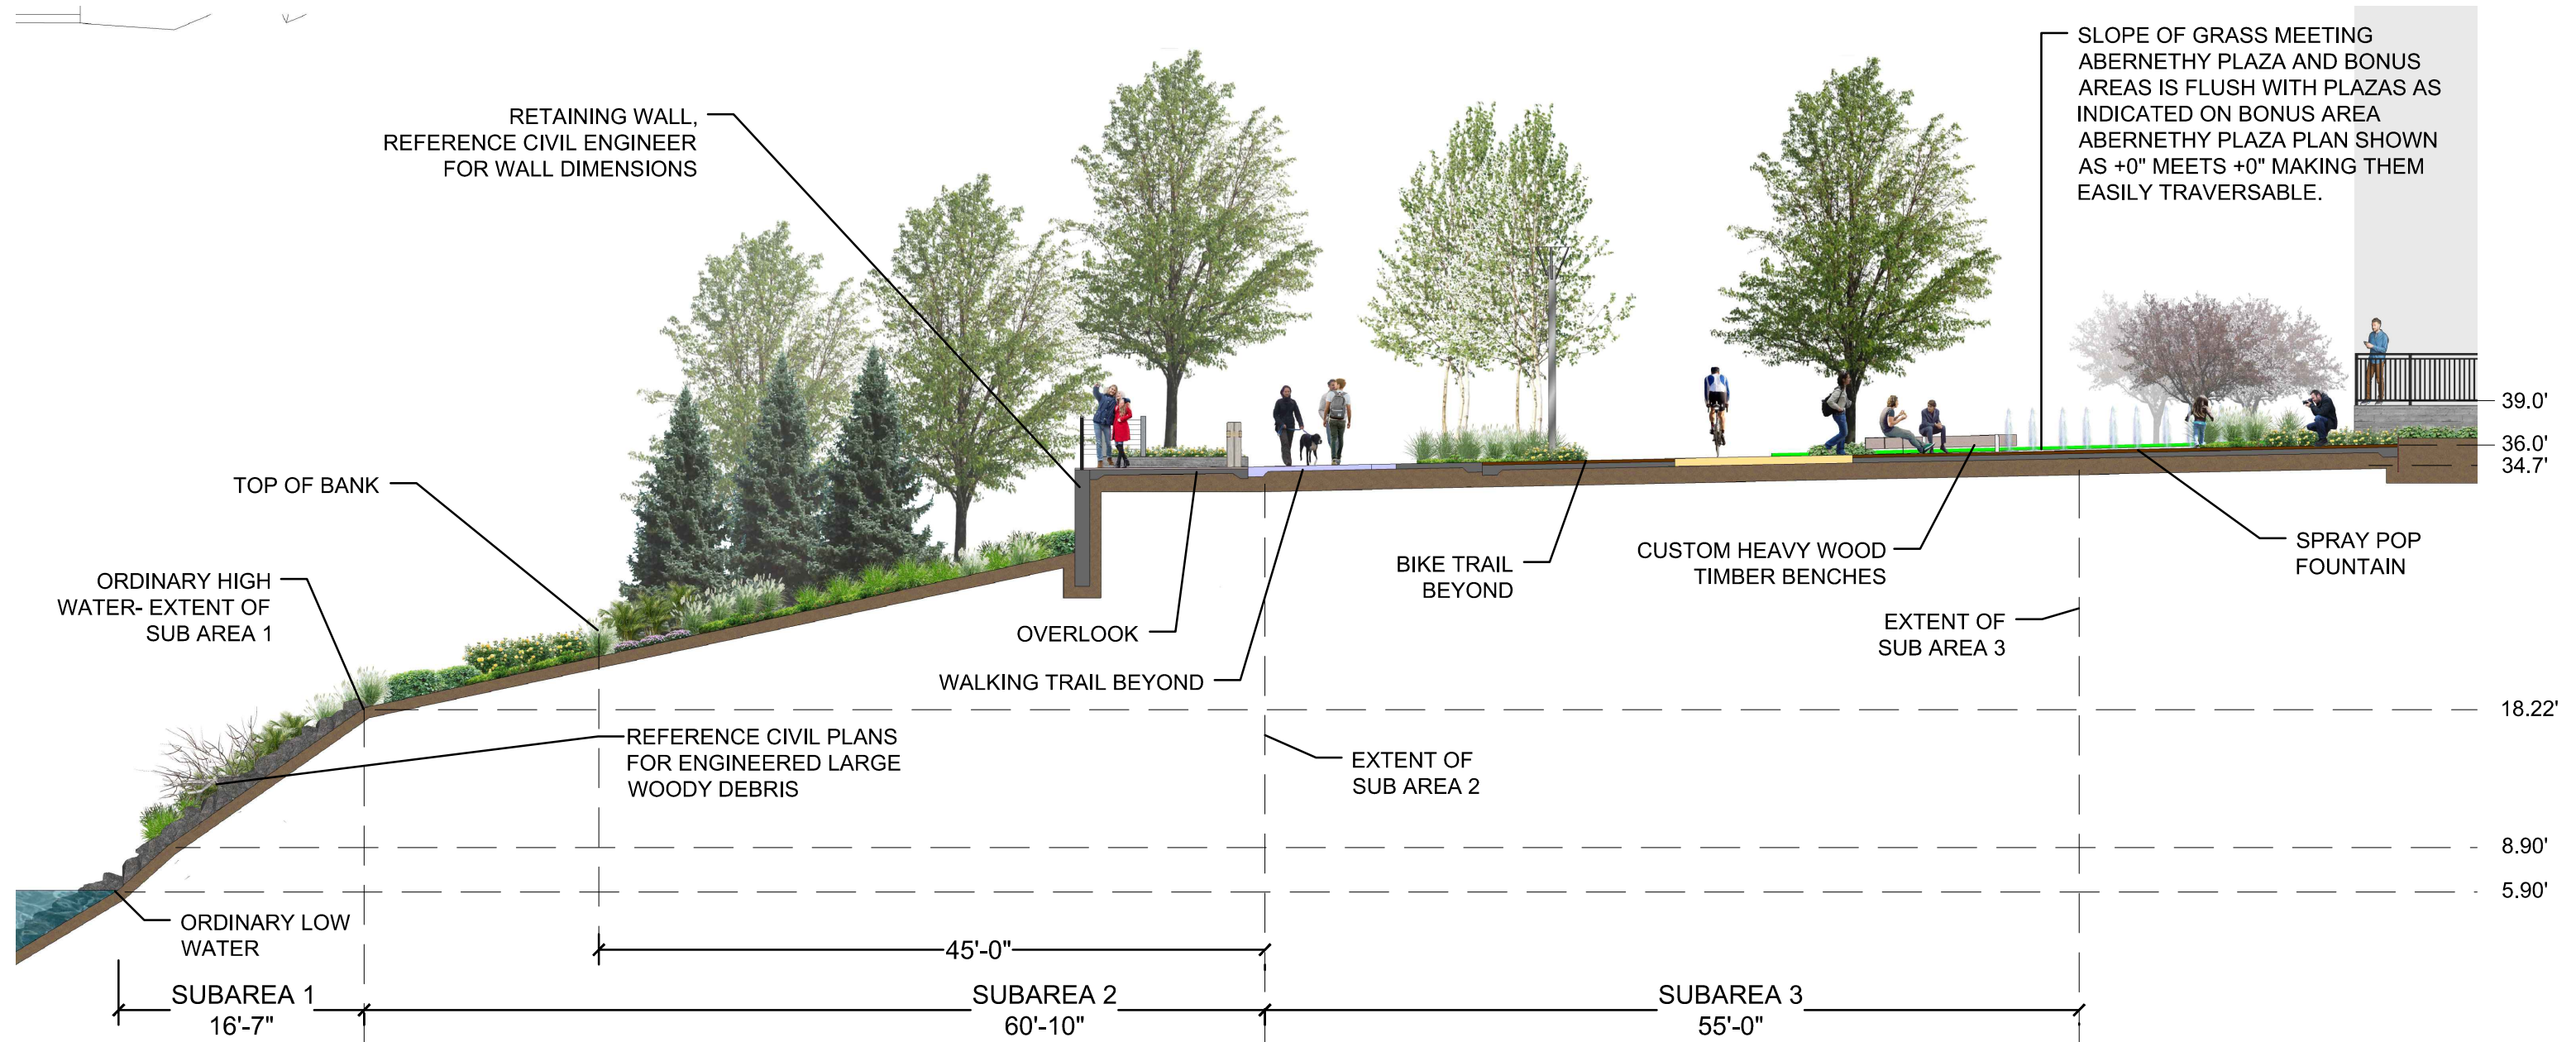 SLOPE OF GRASS MEETING
ABERNETHY PLAZA AND BONUS
AREAS IS FLUSH WITH PLAZAS AS
INDICATED ON BONUS AREA
ABERNETHY PLAZA PLAN SHOWN
AS +0" MEETS +0" MAKING THEM
EASILY TRAVERSABLE.
RETAINING WALL,
REFERENCE CIVIL ENGINEER
FOR WALL DIMENSIONS
39.0'
36.0'
34.7'
TOP OF BANK
ORDINARY HIGH
WATER- EXTENT OF
SUB AREA 1
OVERLOOK
WALKING TRAIL BEYOND
BIKE TRAIL
BEYOND
CUSTOM HEAVY WOOD
TIMBER BENCHES
SPRAY POP
FOUNTAIN
EXTENT OF
SUB AREA 3
18.22'
REFERENCE CIVIL PLANS
FOR ENGINEERED LARGE
WOODY DEBRIS
EXTENT OF
SUB AREA 2
8.90'
5.90'
ORDINARY LOW
WATER
45'-0"
SUBAREA 1
16'-7"
SUBAREA 2
60'-10"
SUBAREA 3
55'-0"